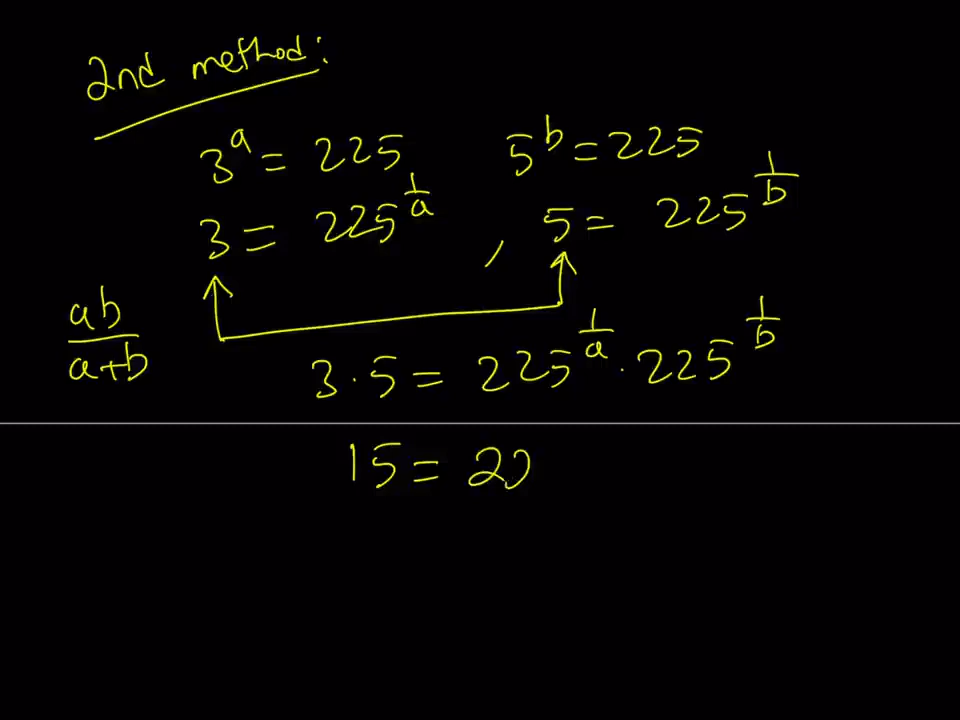 2nd method:
3^a = 225    5^b = 225
3 = 225^{1/a} , 5 = 225^{1/b}
ab/(a+b)
3·5 = 225^{1/a} · 225^{1/b}
15 = 2